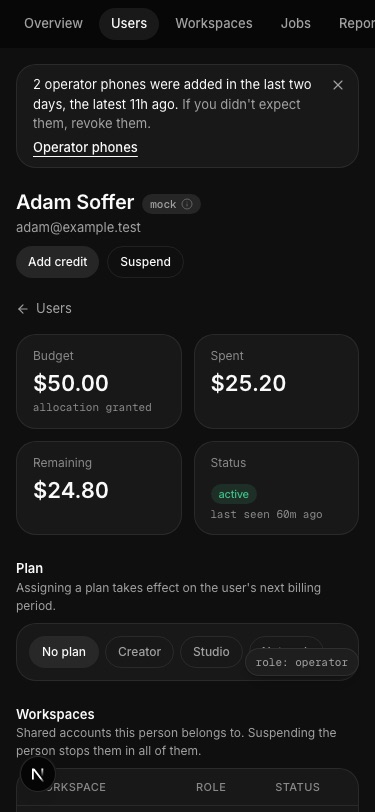 Overview Users Workspaces Jobs Repor
2 operator phones were added in the last two
days, the latest 11h ago. If you didn't expect
them, revoke them.
Operator phones
Adam Soffer mock
adam@example.test
Add credit Suspend
← Users
Budget Spent
$50.00 $25.20
allocation granted
Remaining Status
$24.80
active
last seen 60m ago
Plan
Assigning a plan takes effect on the user's next billing
period.
No plan Creator Studio
role: operator
Workspaces
Shared accounts this person belongs to. Suspending the
person stops them in all of them.
N
ORKSPACE ROLE STATUS